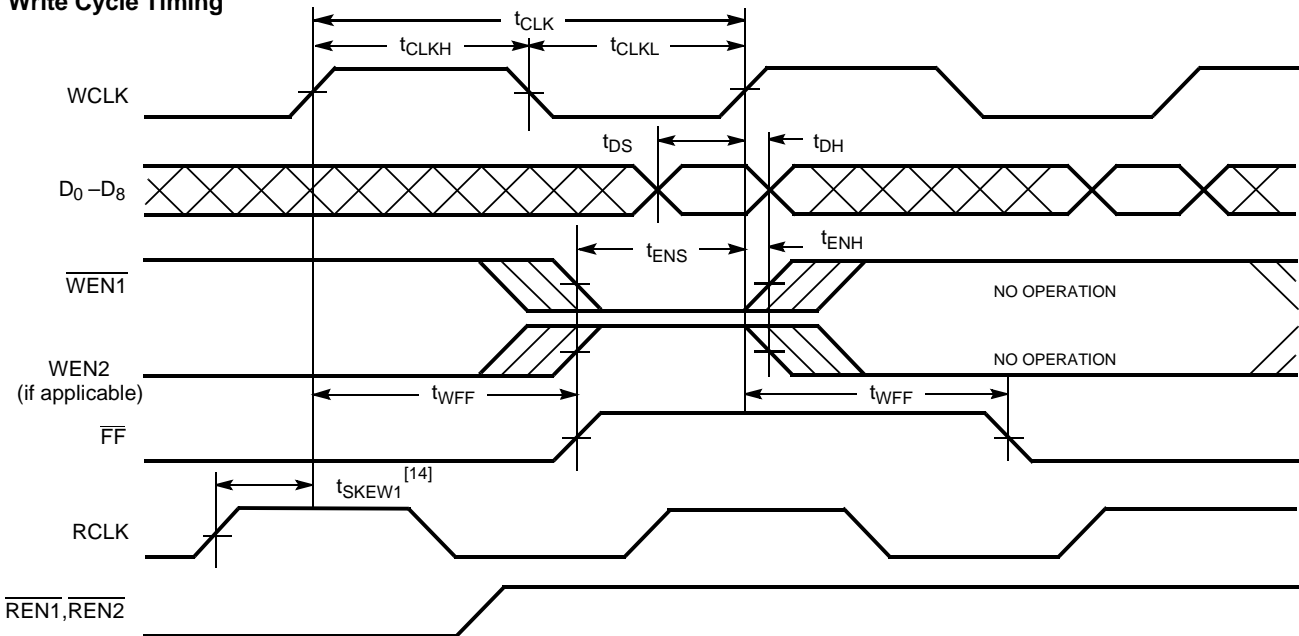 Write Cycle Timing
tCLK
tCLKH
tCLKL
WCLK
tDS
tDH
D0 –D8
tENS
tENH
WEN1
NO OPERATION
WEN2
(if applicable)
NO OPERATION
tWFF
tWFF
FF
tSKEW1[14]
RCLK
REN1,REN2